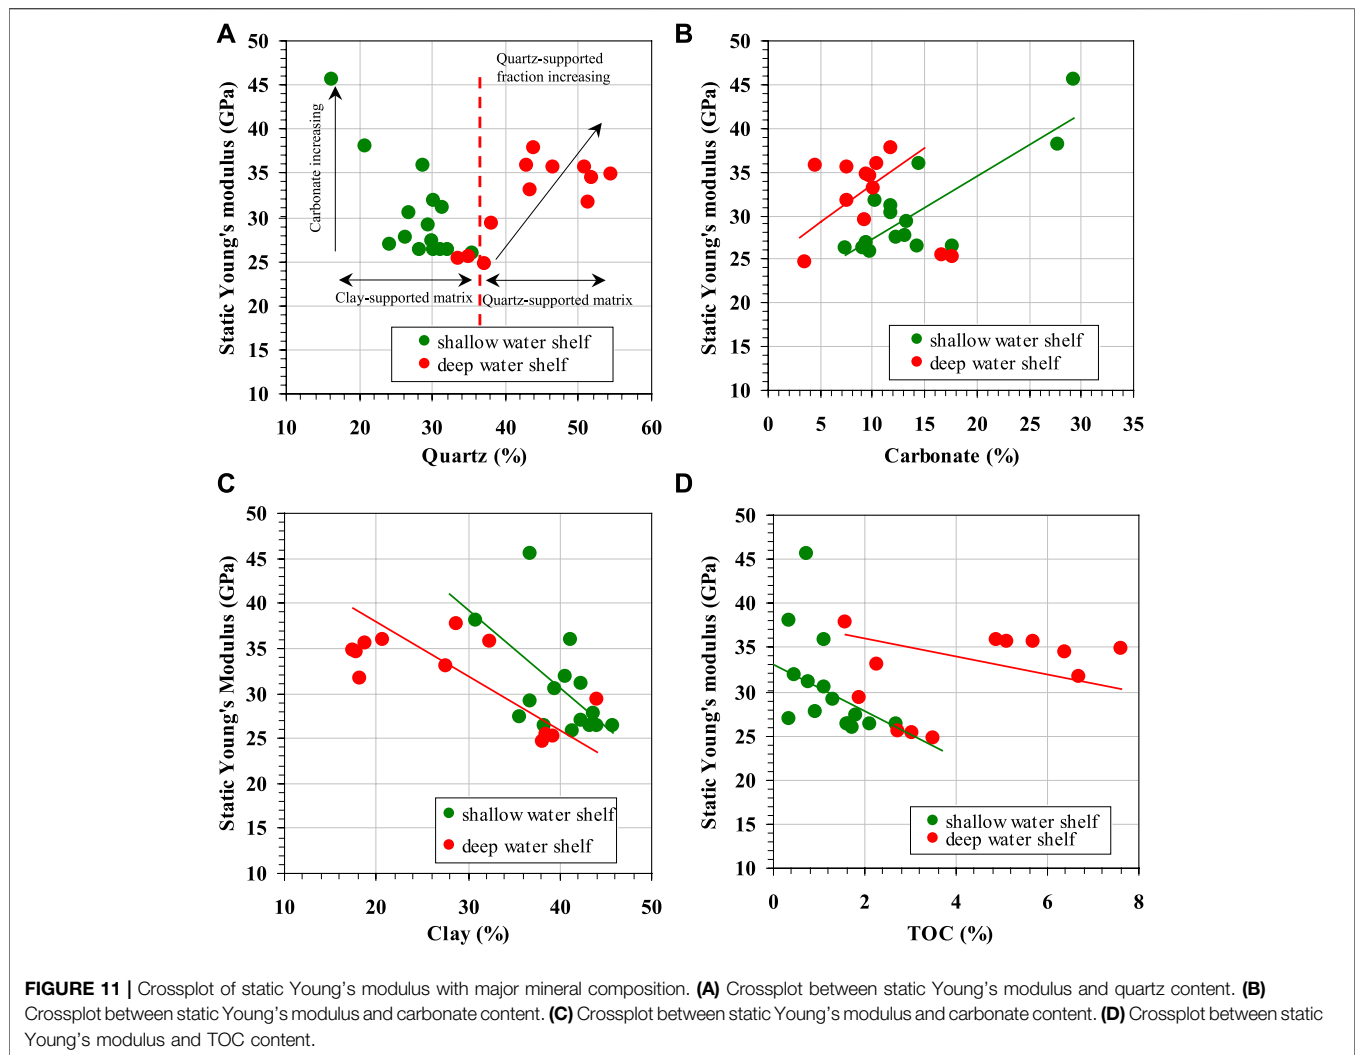 A
50
45
40
35
30
25
20
15
10
Static Young's modulus (GPa)
Carbonate increasing
Quartz-supported
fraction increasing
Clay-supported matrix
Quartz-supported matrix
shallow water shelf
deep water shelf
10 20 30 40 50 60
Quartz (%)
B
50
45
40
35
30
25
20
15
10
Static Young's modulus (GPa)
shallow water shelf
deep water shelf
0 5 10 15 20 25 30 35
Carbonate (%)
C
50
45
40
35
30
25
20
15
10
Static Young's Modulus (GPa)
shallow water shelf
deep water shelf
10 20 30 40 50
Clay (%)
D
50
45
40
35
30
25
20
15
10
Static Young's modulus (GPa)
shallow water shelf
deep water shelf
0 2 4 6 8
TOC (%)
FIGURE 11 | Crossplot of static Young's modulus with major mineral composition. (A) Crossplot between static Young's modulus and quartz content. (B)
Crossplot between static Young's modulus and carbonate content. (C) Crossplot between static Young's modulus and carbonate content. (D) Crossplot between static
Young's modulus and TOC content.